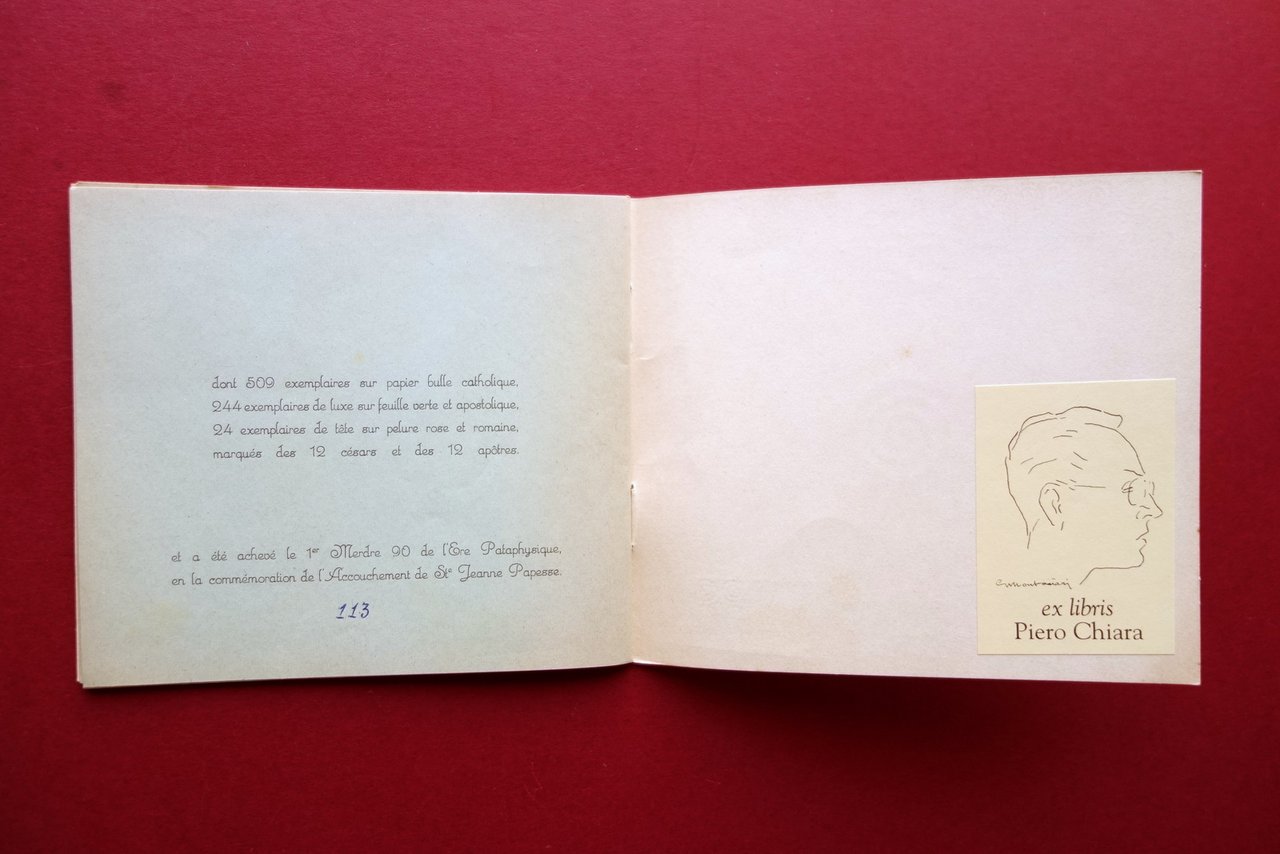 dont 509 exemplaires sur papier bulle catholique,
244 exemplaires de luxe sur feuille verte et apostolique,
24 exemplaires de tête sur pelure rose et romaine,
marqués des 12 césars et des 12 apôtres.
et a été achevé le 1er Merdre 90 de l'Ere Pataphysique,
en la commémoration de l'Accouchement de Ste Jeanne Papesse.
113
ex libris
Piero Chiara